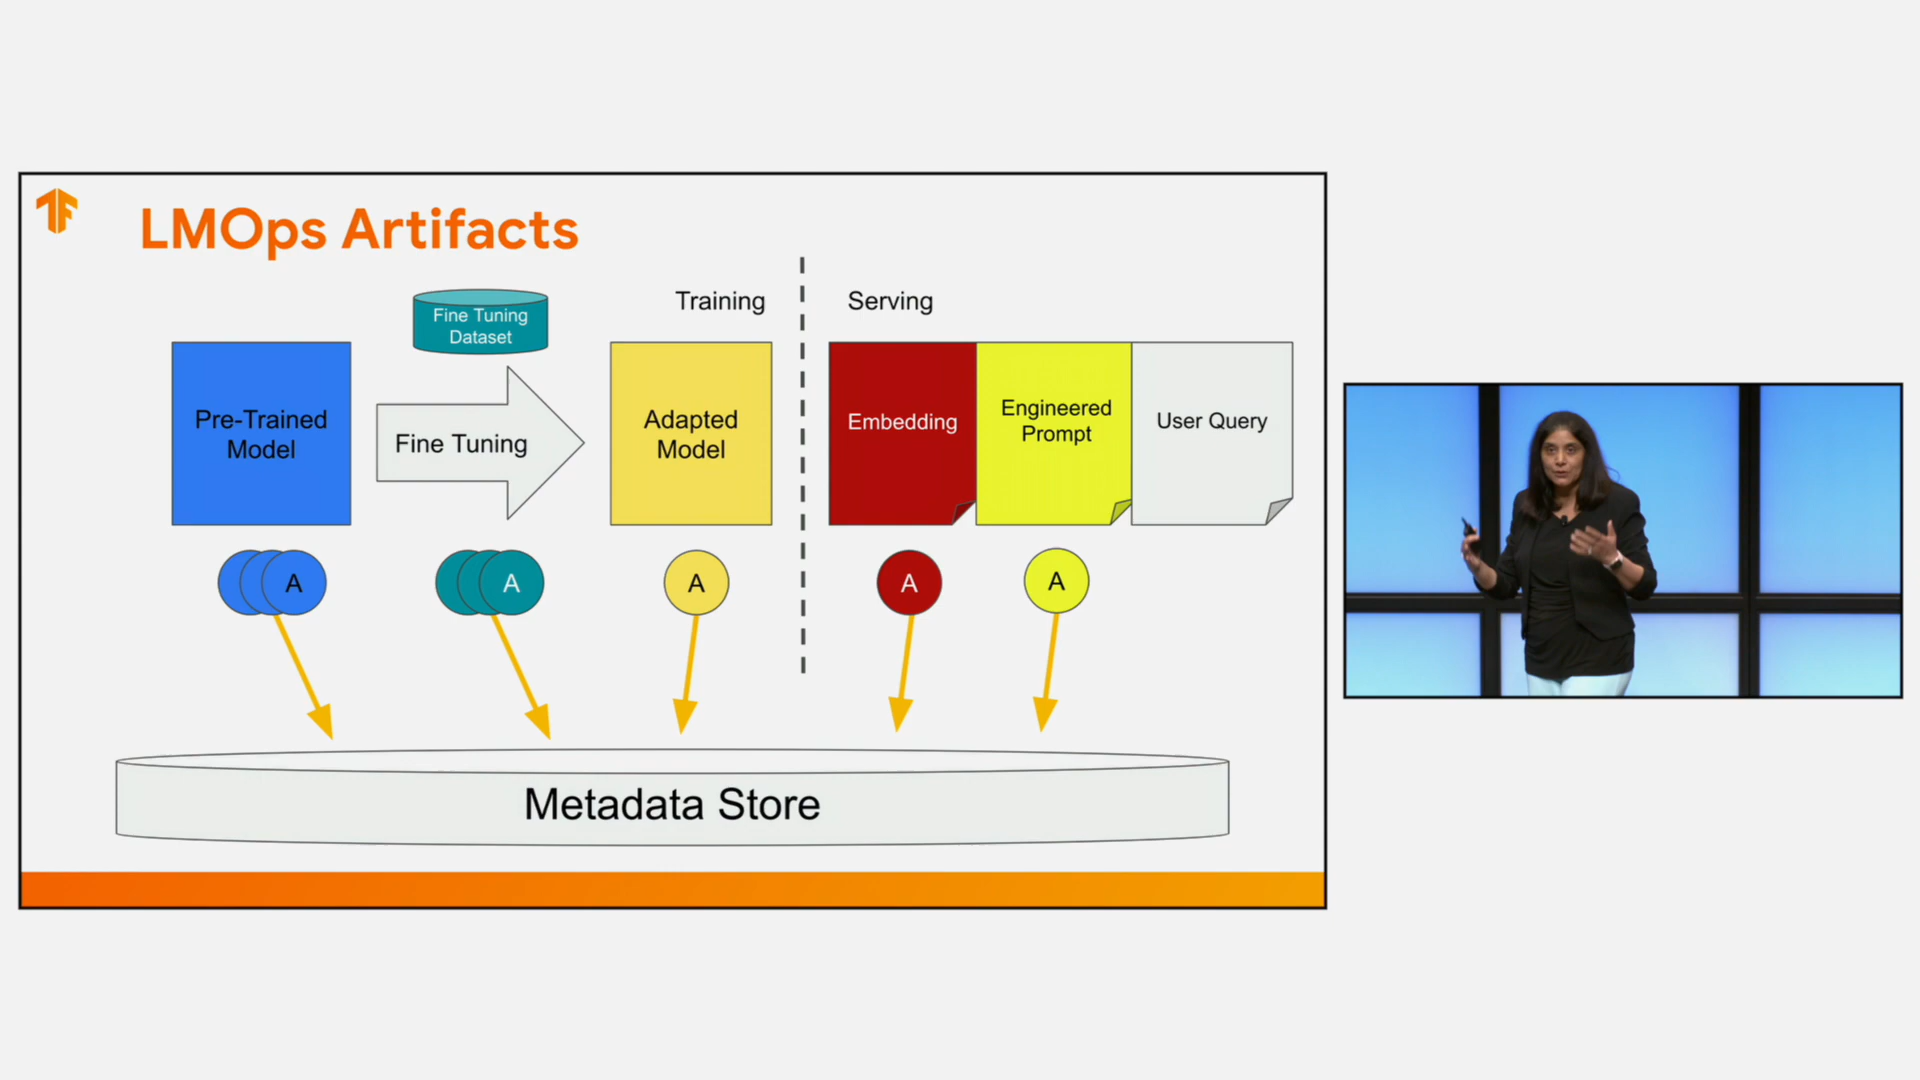 LMOps Artifacts
Training
Serving
Fine Tuning
Dataset
Pre-Trained
Model
Fine Tuning
Adapted
Model
Embedding
Engineered
Prompt
User Query
A
A
A
A
A
Metadata Store